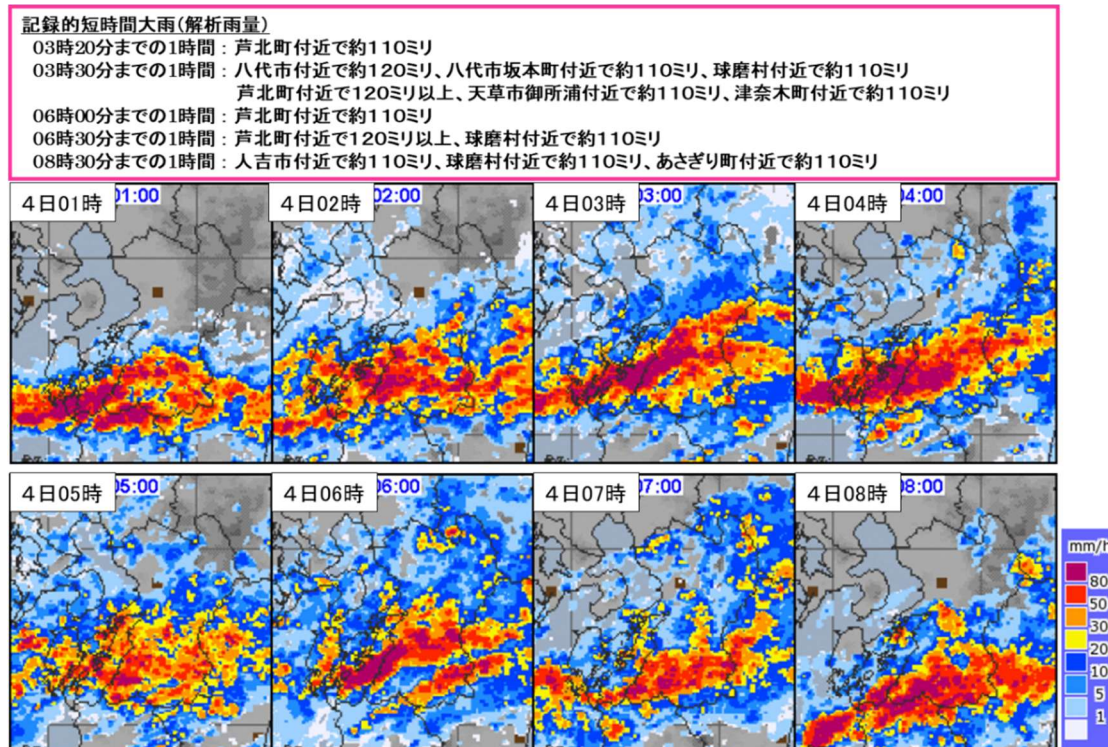 記録的短時間大雨(解析雨量)
03時20分までの1時間：芦北町付近で約110ミリ
03時30分までの1時間：八代市付近で約120ミリ、八代市坂本町付近で約110ミリ、球磨村付近で約110ミリ
芦北町付近で120ミリ以上、天草市御所浦付近で約110ミリ、津奈木町付近で約110ミリ
06時00分までの1時間：芦北町付近で約110ミリ
06時30分までの1時間：芦北町付近で120ミリ以上、球磨村付近で約110ミリ
08時30分までの1時間：人吉市付近で約110ミリ、球磨村付近で約110ミリ、あさぎり町付近で約110ミリ
4日01時 01:00
4日02時 02:00
4日03時 03:00
4日04時 04:00
4日05時 05:00
4日06時 06:00
4日07時 07:00
4日08時 08:00
mm/h
80
50
30
20
10
5
1